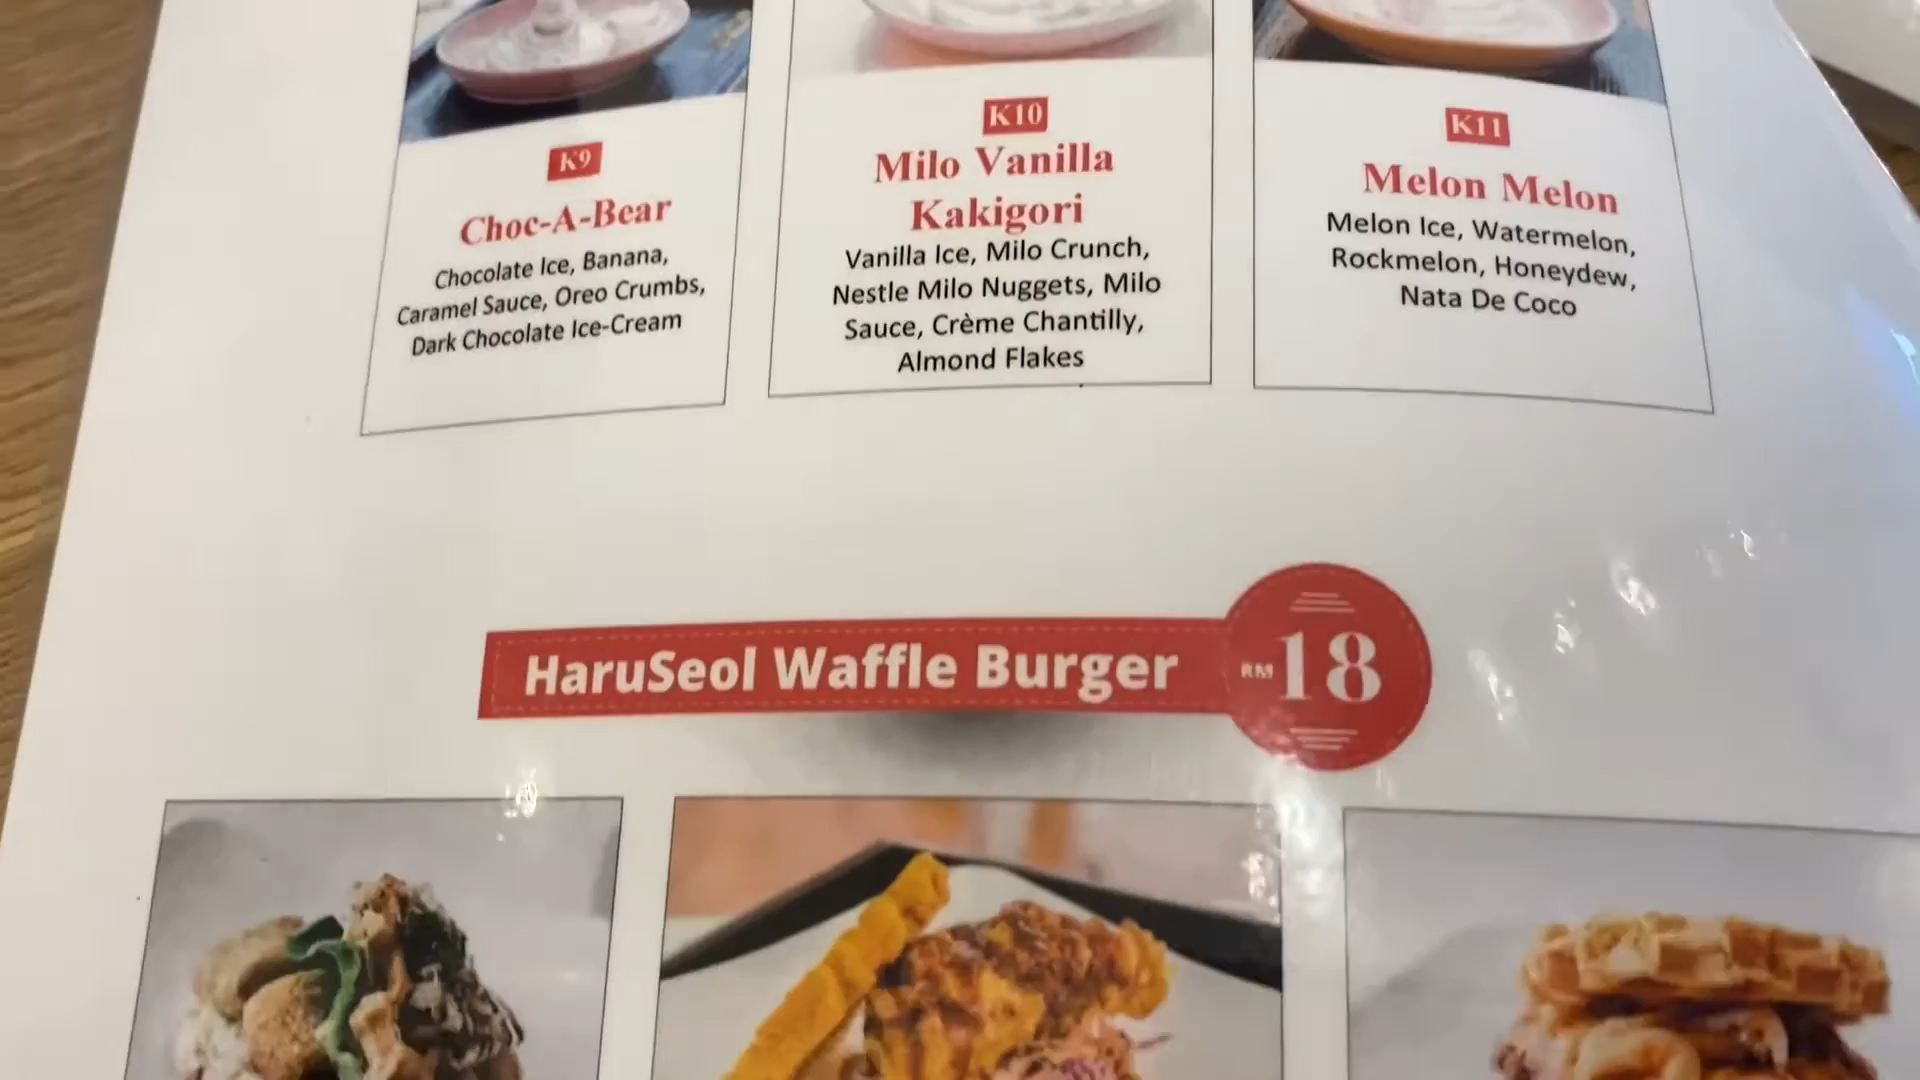 K9
Choc-A-Bear
Chocolate Ice, Banana,
Caramel Sauce, Oreo Crumbs,
Dark Chocolate Ice-Cream
K10
Milo Vanilla
Kakigori
Vanilla Ice, Milo Crunch,
Nestle Milo Nuggets, Milo
Sauce, Crème Chantilly,
Almond Flakes
K11
Melon Melon
Melon Ice, Watermelon,
Rockmelon, Honeydew,
Nata De Coco
HaruSeol Waffle Burger
RM18